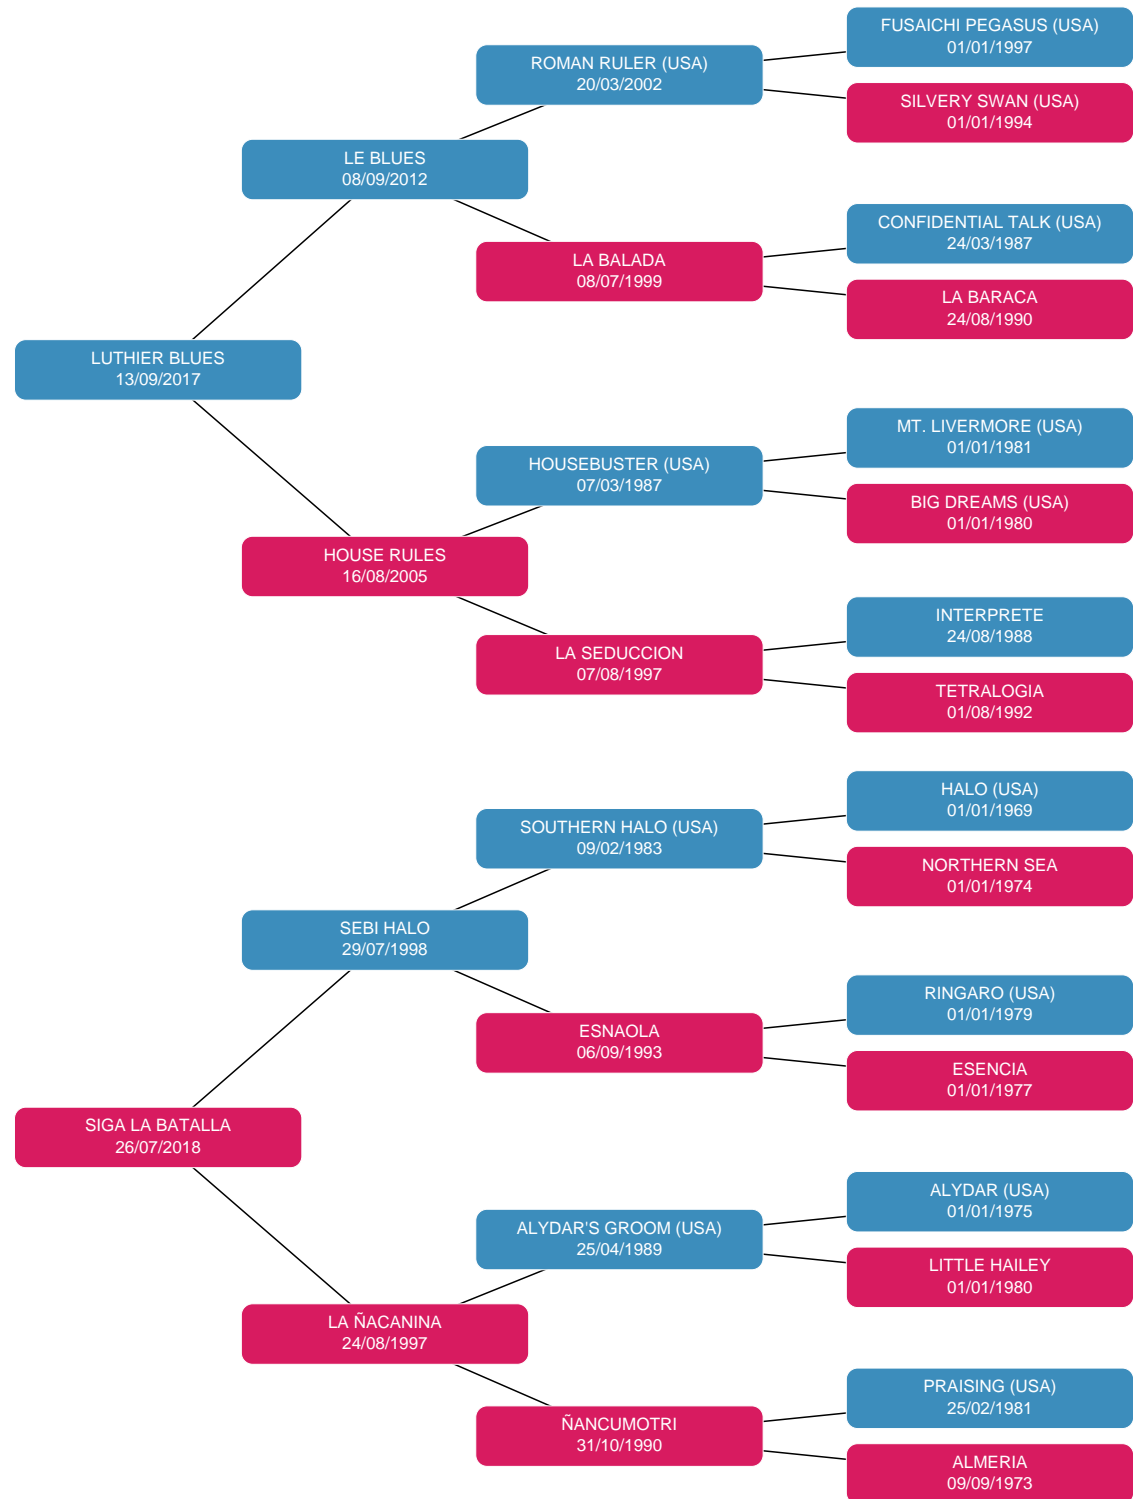 FUSAICHI PEGASUS (USA)
01/01/1997
ROMAN RULER (USA)
20/03/2002
SILVERY SWAN (USA)
01/01/1994
LE BLUES
08/09/2012
CONFIDENTIAL TALK (USA)
24/03/1987
LA BALADA
08/07/1999
LA BARACA
24/08/1990
LUTHIER BLUES
13/09/2017
MT. LIVERMORE (USA)
01/01/1981
HOUSEBUSTER (USA)
07/03/1987
BIG DREAMS (USA)
01/01/1980
HOUSE RULES
16/08/2005
INTERPRETE
24/08/1988
LA SEDUCCION
07/08/1997
TETRALOGIA
01/08/1992
HALO (USA)
01/01/1969
SOUTHERN HALO (USA)
09/02/1983
NORTHERN SEA
01/01/1974
SEBI HALO
29/07/1998
RINGARO (USA)
01/01/1979
ESNAOLA
06/09/1993
ESENCIA
01/01/1977
SIGA LA BATALLA
26/07/2018
ALYDAR (USA)
01/01/1975
ALYDAR'S GROOM (USA)
25/04/1989
LITTLE HAILEY
01/01/1980
LA ÑACANINA
24/08/1997
PRAISING (USA)
25/02/1981
ÑANCUMOTRI
31/10/1990
ALMERIA
09/09/1973